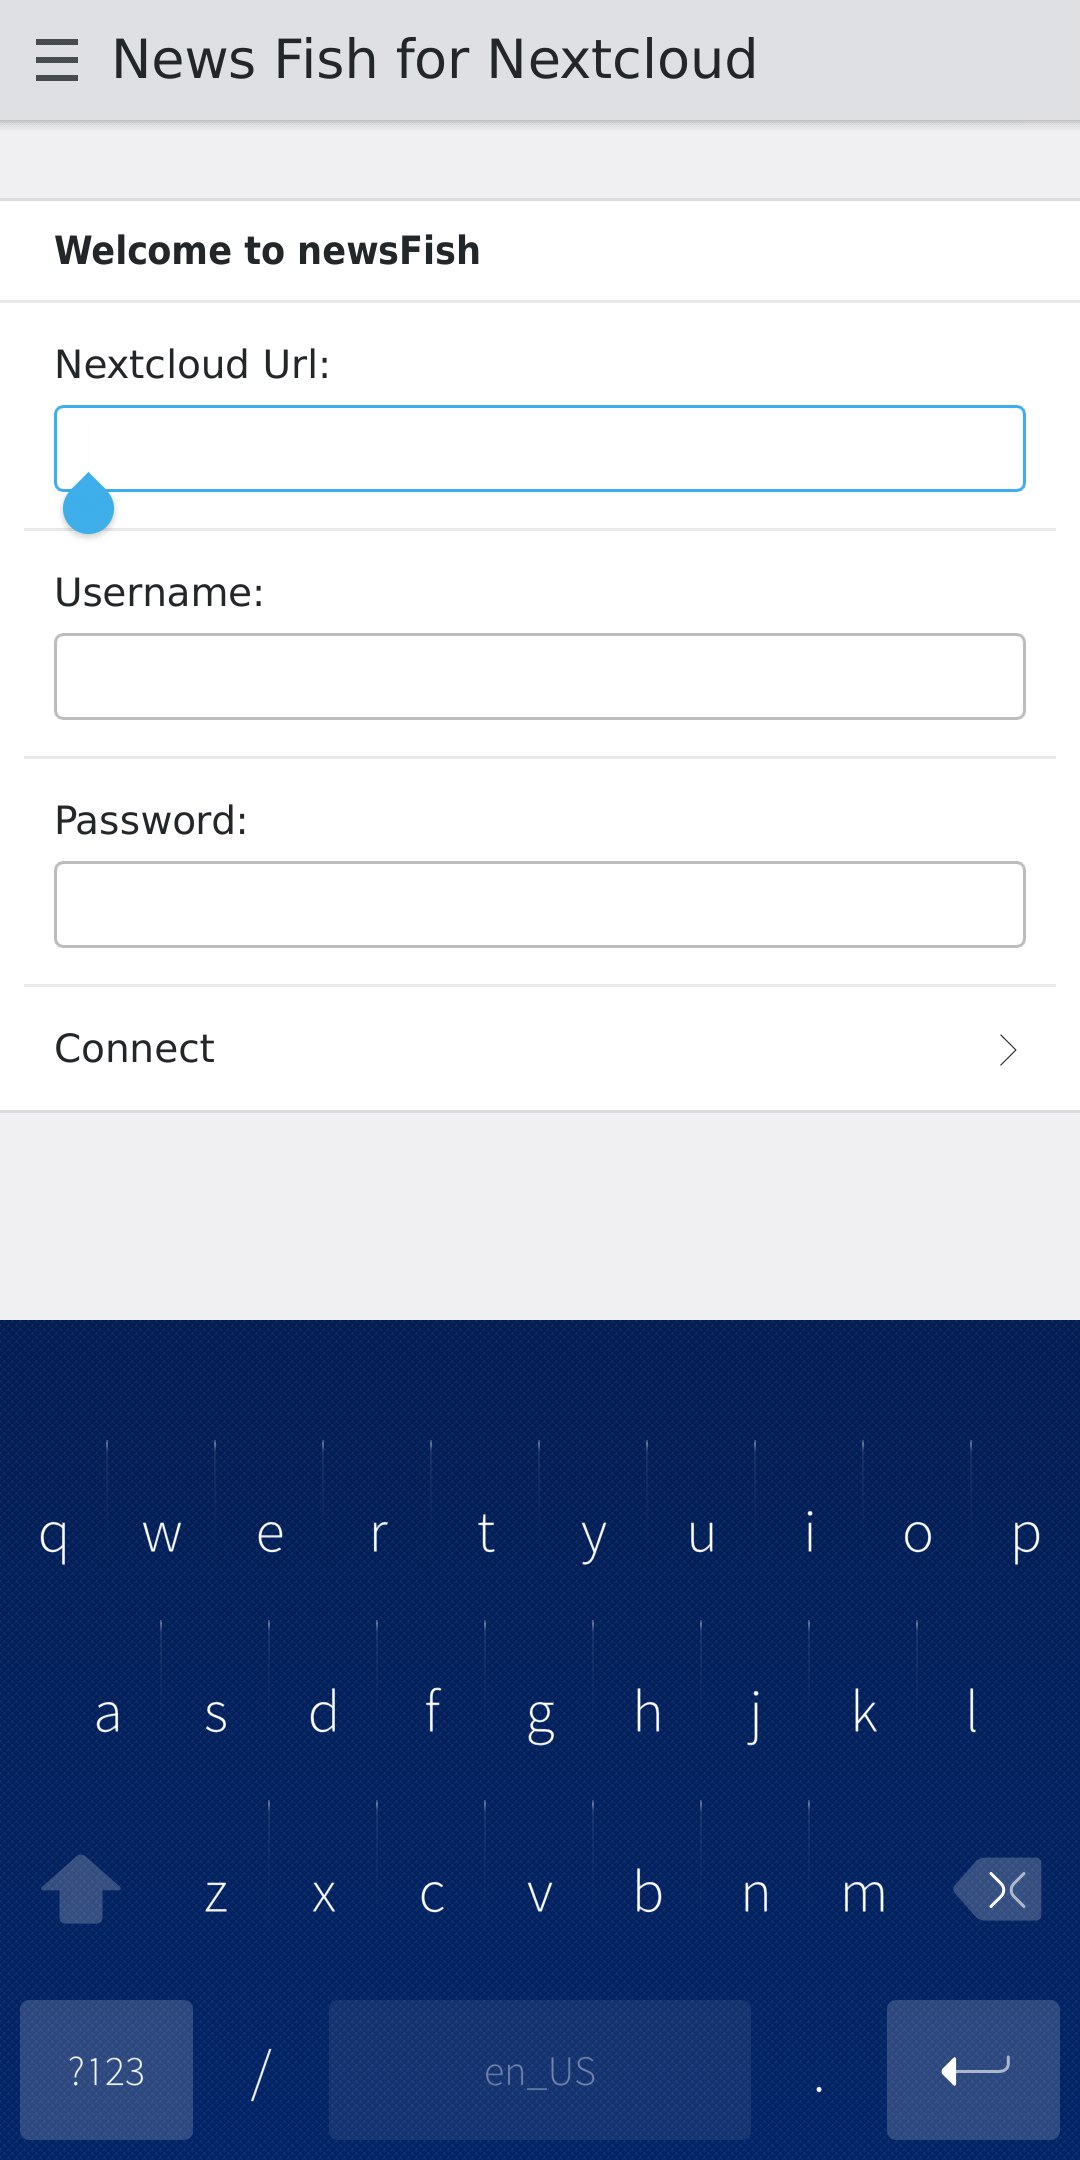 News Fish for Nextcloud
Welcome to newsFish
Nextcloud Url:
Username:
Password:
Connect
q w e r t y u i o p
a s d f g h j k l
z x c v b n m
?123 / en_US .